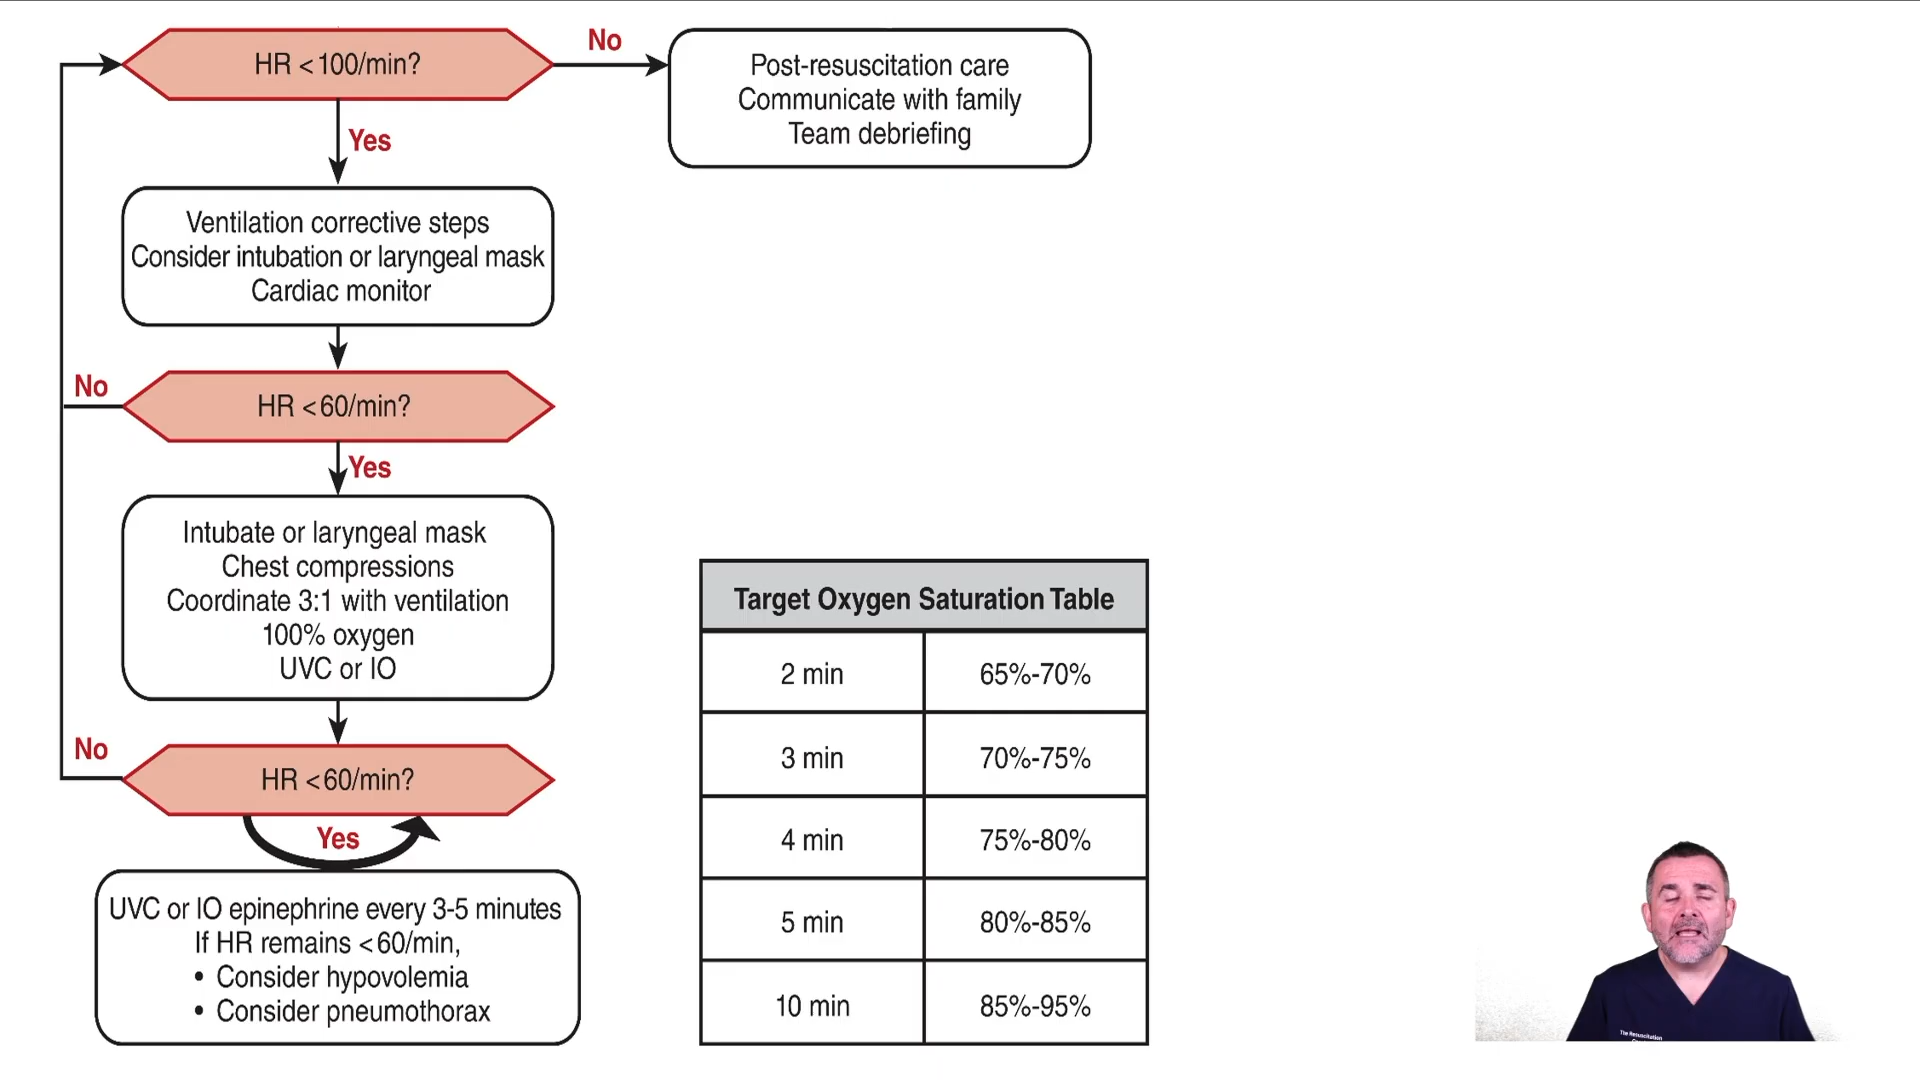 HR <100/min?
No
Post-resuscitation care
Communicate with family
Team debriefing
Yes
Ventilation corrective steps
Consider intubation or laryngeal mask
Cardiac monitor
No
HR <60/min?
Yes
Intubate or laryngeal mask
Chest compressions
Coordinate 3:1 with ventilation
100% oxygen
UVC or IO
No
HR <60/min?
Yes
UVC or IO epinephrine every 3-5 minutes
If HR remains <60/min,
• Consider hypovolemia
• Consider pneumothorax
Target Oxygen Saturation Table
2 min 65%-70%
3 min 70%-75%
4 min 75%-80%
5 min 80%-85%
10 min 85%-95%
The Resuscitation